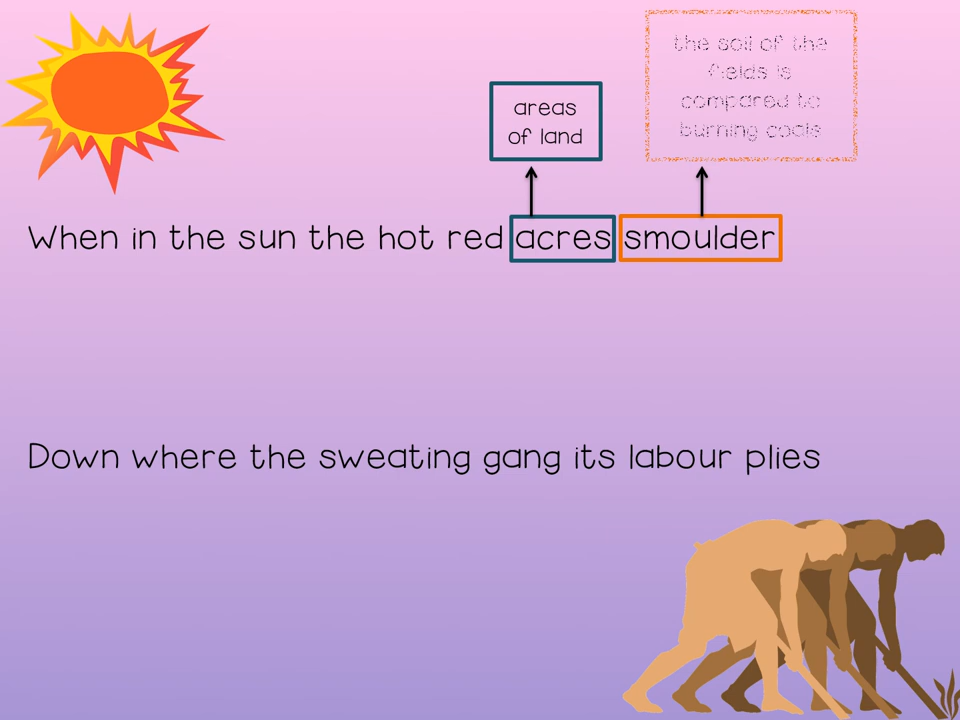 the soil of the
fields is
compared to
burning coals
areas
of land
When in the sun the hot red acres smoulder
Down where the sweating gang its labour plies